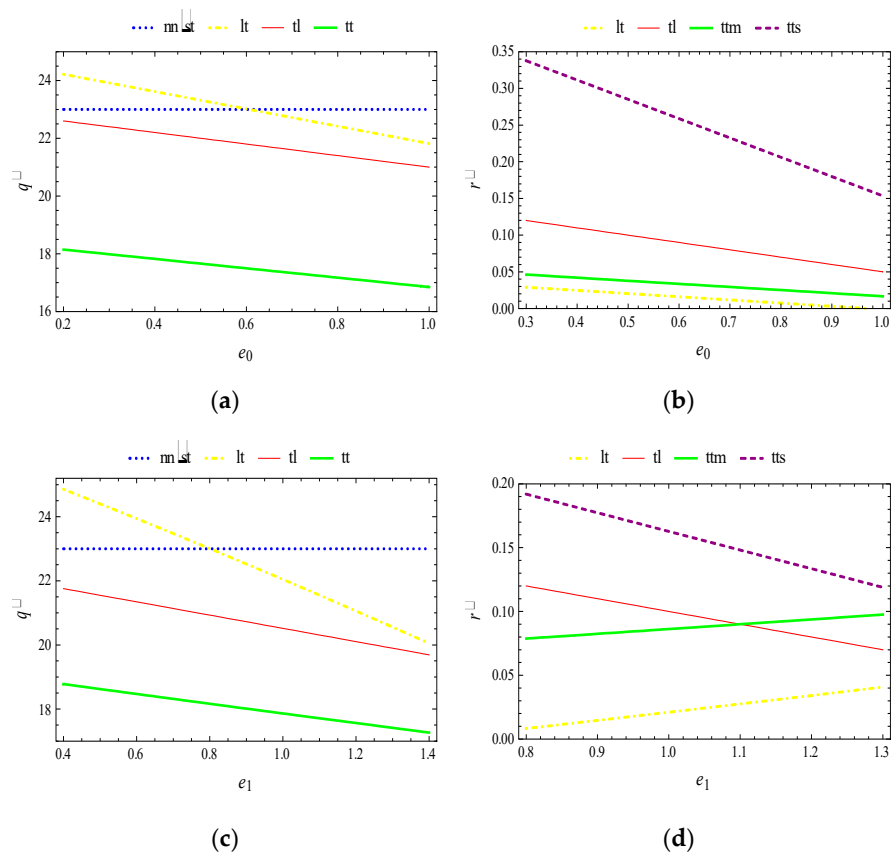 nn st lt tl tt
24
22
20
18
16
q
0.2 0.4 0.6 0.8 1.0
e0
(a)
lt tl ttm tts
0.35
0.30
0.25
0.20
0.15
0.10
0.05
0.00
r
0.3 0.4 0.5 0.6 0.7 0.8 0.9 1.0
e0
(b)
nn st lt tl tt
24
22
20
18
q
0.4 0.6 0.8 1.0 1.2 1.4
e1
(c)
lt tl ttm tts
0.20
0.15
0.10
0.05
0.00
r
0.8 0.9 1.0 1.1 1.2 1.3
e1
(d)